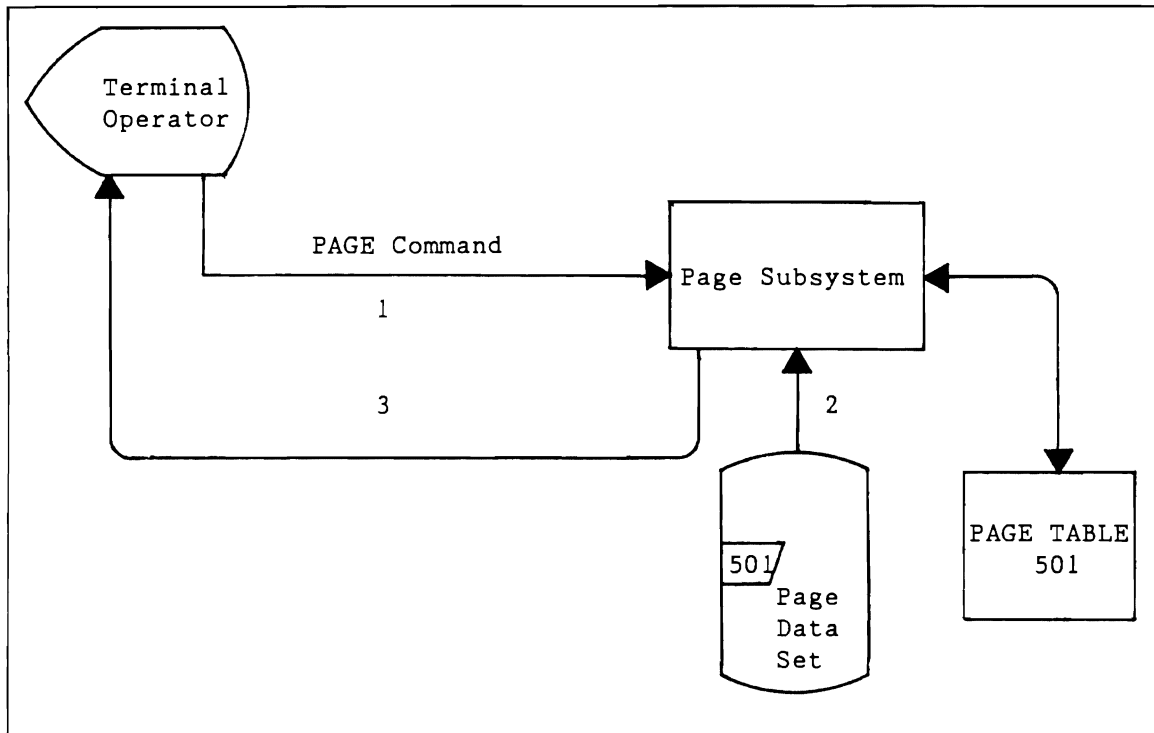 Terminal
Operator
PAGE Command
1
Page Subsystem
3
2
PAGE TABLE
501
501
Page
Data
Set